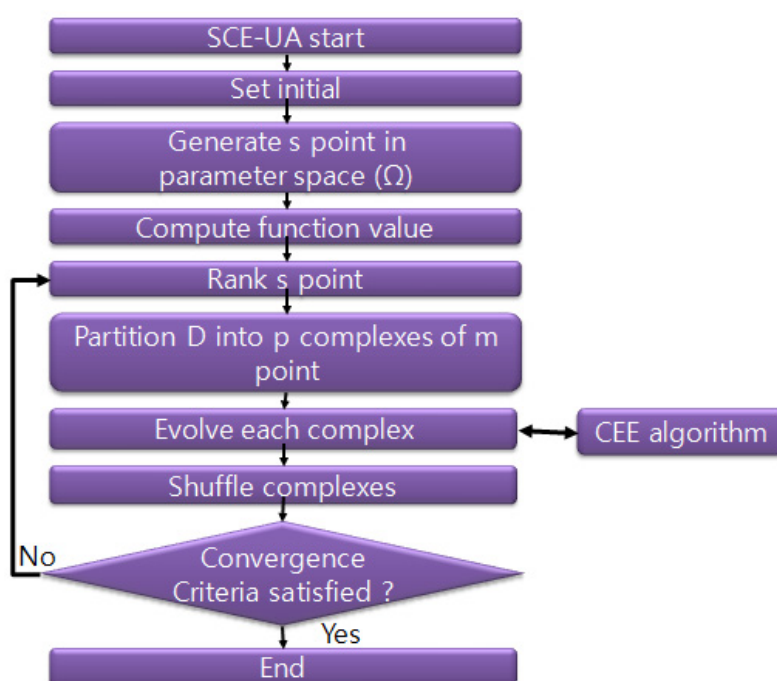 SCE-UA start
Set initial
Generate s point in
parameter space (Ω)
Compute function value
Rank s point
Partition D into p complexes of m
point
Evolve each complex
CEE algorithm
Shuffle complexes
No
Convergence
Criteria satisfied ?
Yes
End